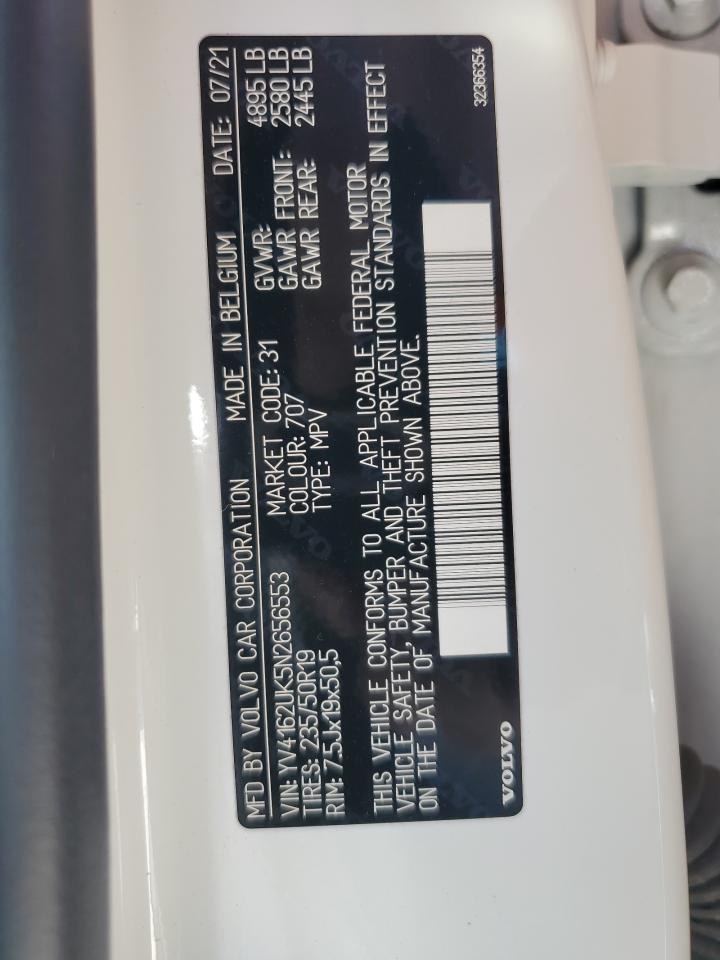 MFD BY VOLVO CAR CORPORATION MADE IN BELGIUM DATE: 07/21
VIN: YV4162UK5N2656553 MARKET CODE: 31 GVWR: 4895 LB
TIRES: 235/50R19 COLOUR: 707 GAWR FRONT: 2580 LB
RIM: 7.5Jx19x50,5 TYPE: MPV GAWR REAR: 2445 LB
THIS VEHICLE CONFORMS TO ALL APPLICABLE FEDERAL MOTOR
VEHICLE SAFETY, BUMPER AND THEFT PREVENTION STANDARDS IN EFFECT
ON THE DATE OF MANUFACTURE SHOWN ABOVE.
VOLVO 32366354